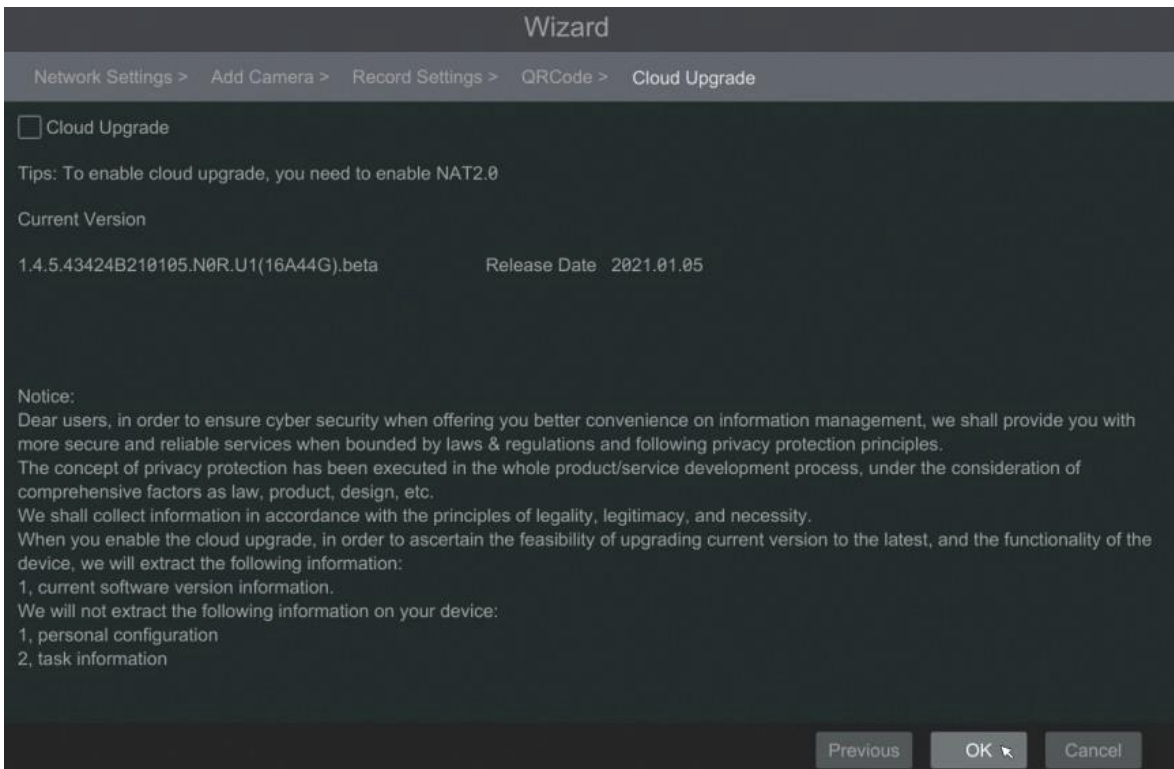 Wizard
Network Settings > Add Camera > Record Settings > QRCode > Cloud Upgrade
Cloud Upgrade
Tips: To enable cloud upgrade, you need to enable NAT2.0
Current Version
1.4.5.43424B210105.N0R.U1(16A44G).beta Release Date 2021.01.05
Notice:
Dear users, in order to ensure cyber security when offering you better convenience on information management, we shall provide you with
more secure and reliable services when bounded by laws & regulations and following privacy protection principles.
The concept of privacy protection has been executed in the whole product/service development process, under the consideration of
comprehensive factors as law, product, design, etc.
We shall collect information in accordance with the principles of legality, legitimacy, and necessity.
When you enable the cloud upgrade, in order to ascertain the feasibility of upgrading current version to the latest, and the functionality of the
device, we will extract the following information:
1, current software version information.
We will not extract the following information on your device:
1, personal configuration
2, task information
Previous OK Cancel